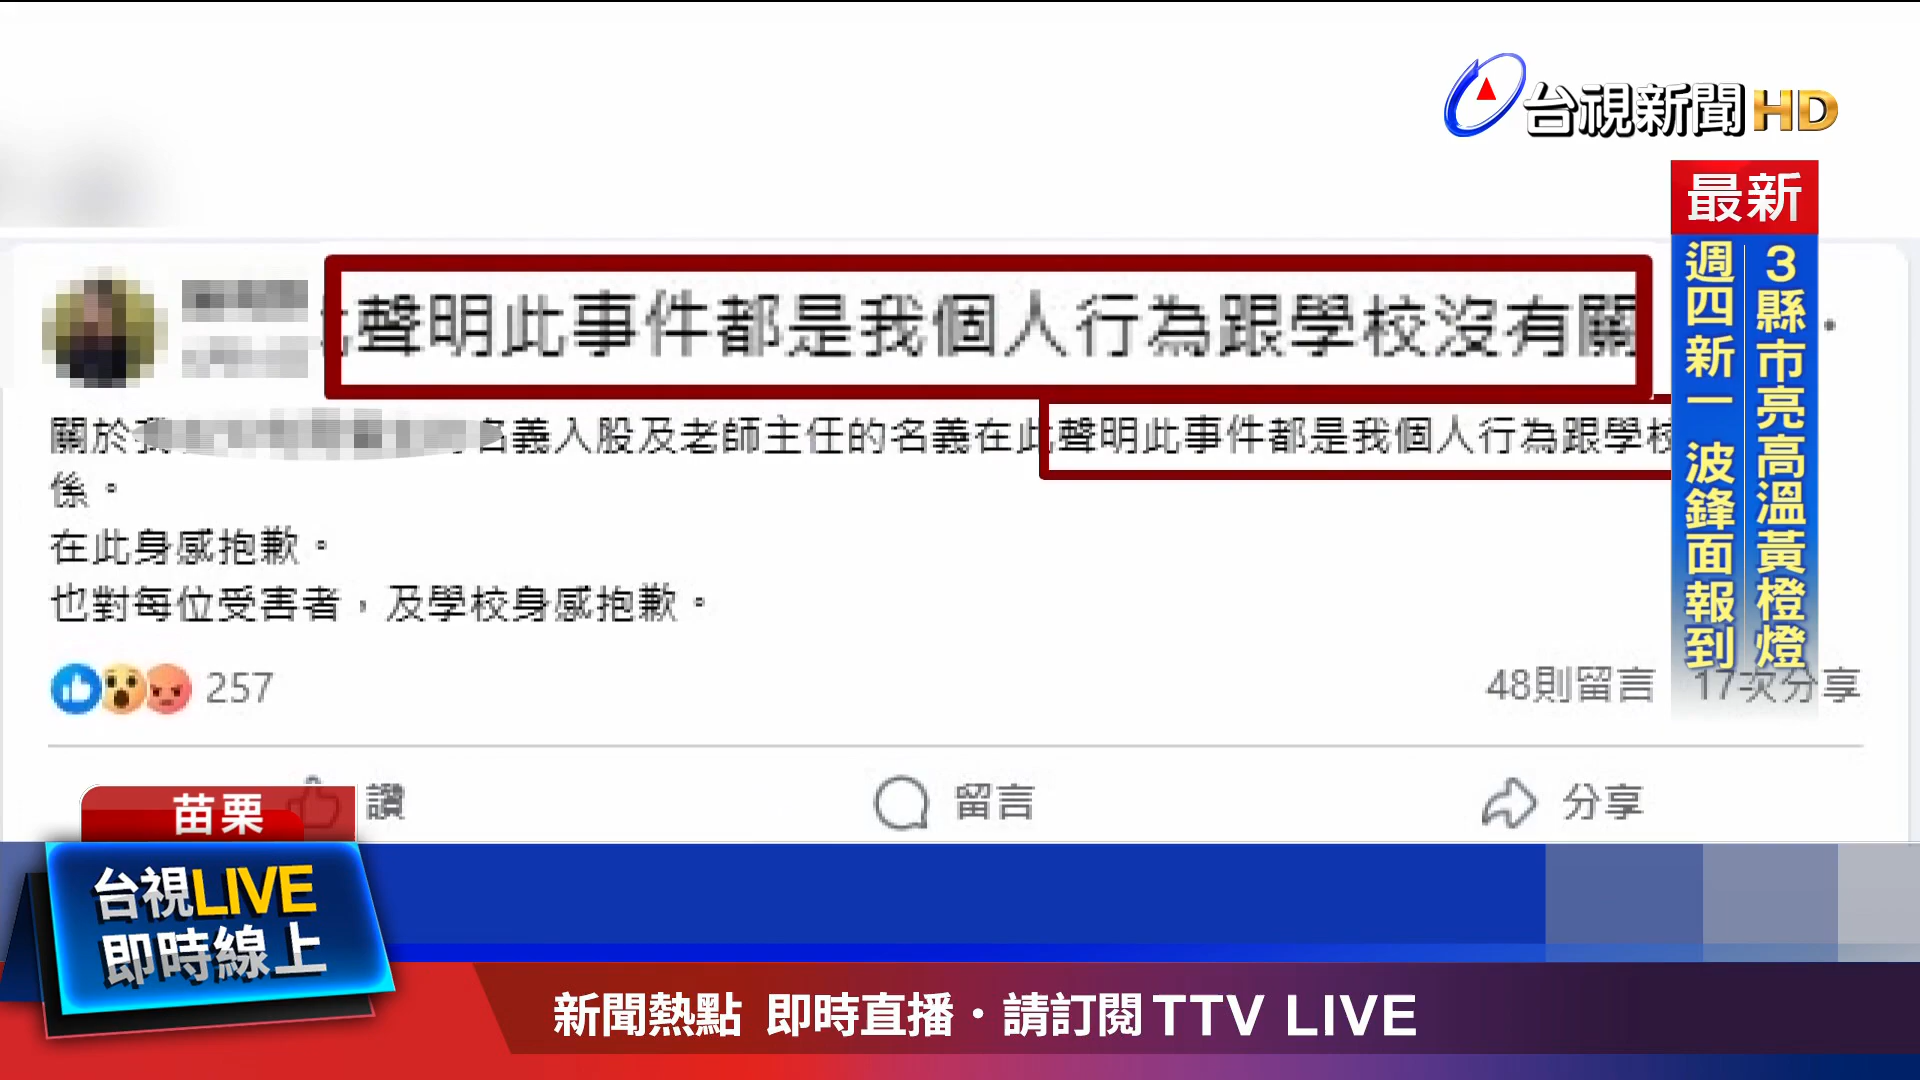 台視新聞HD
最新
3縣市亮高溫黃橙燈
週四新一波鋒面報到
聲明此事件都是我個人行為跟學校沒有關
關於我名義入股及老師主任的名義在此聲明此事件都是我個人行為跟學校
係。
在此身感抱歉。
也對每位受害者,及學校身感抱歉。
257
48則留言
17次分享
讚
留言
分享
苗栗
台視LIVE
即時線上
新聞熱點 即時直播・請訂閱TTV LIVE